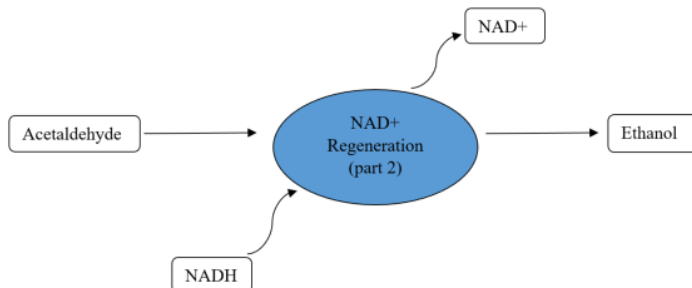 NAD+
Acetaldehyde
NAD+
Regeneration
(part 2)
Ethanol
NADH